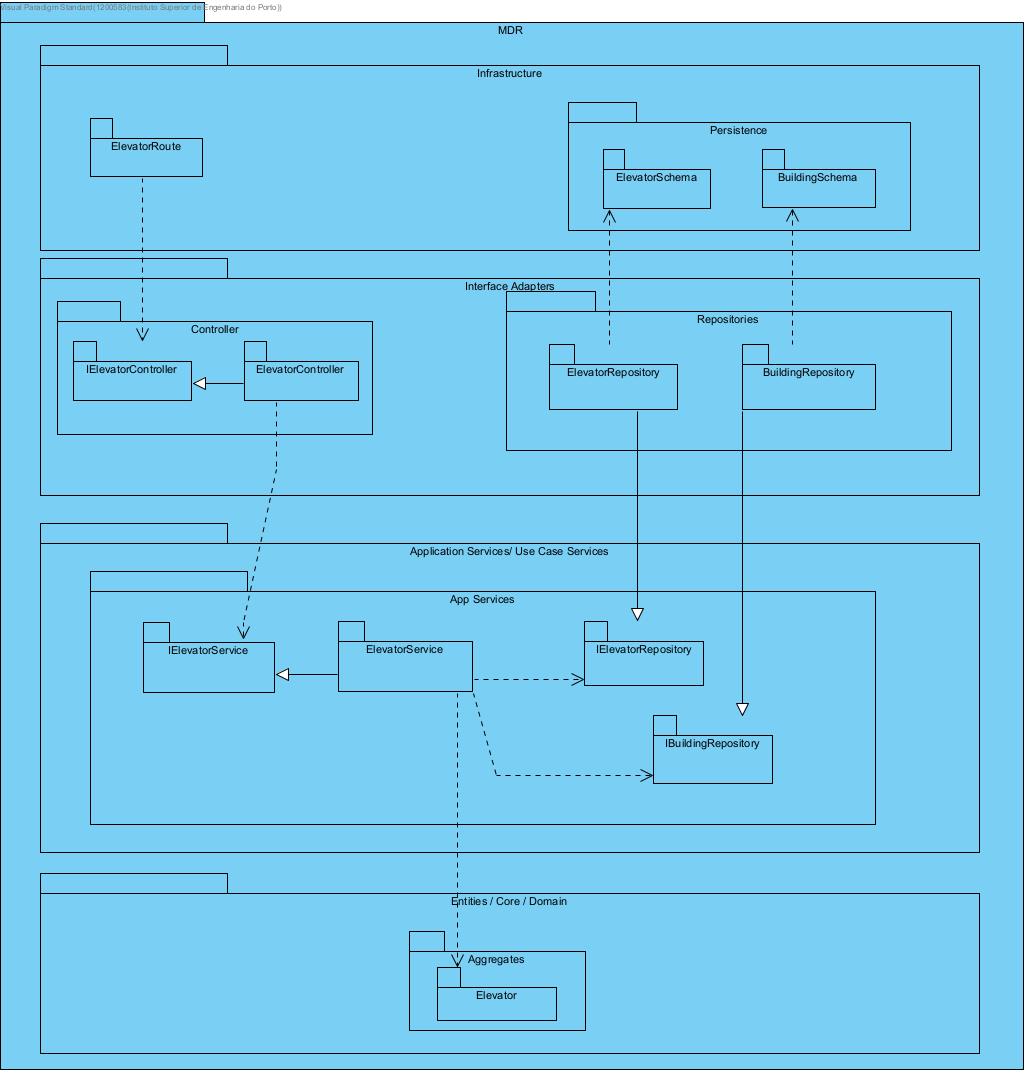 Visual Paradigm Standard(1200583(Instituto Superior de Engenharia do Porto))
MDR
Infrastructure
ElevatorRoute
Persistence
ElevatorSchema
BuildingSchema
Interface Adapters
Controller
IElevatorController
ElevatorController
Repositories
ElevatorRepository
BuildingRepository
Application Services/ Use Case Services
App Services
IElevatorService
ElevatorService
IElevatorRepository
IBuildingRepository
Entities / Core / Domain
Aggregates
Elevator